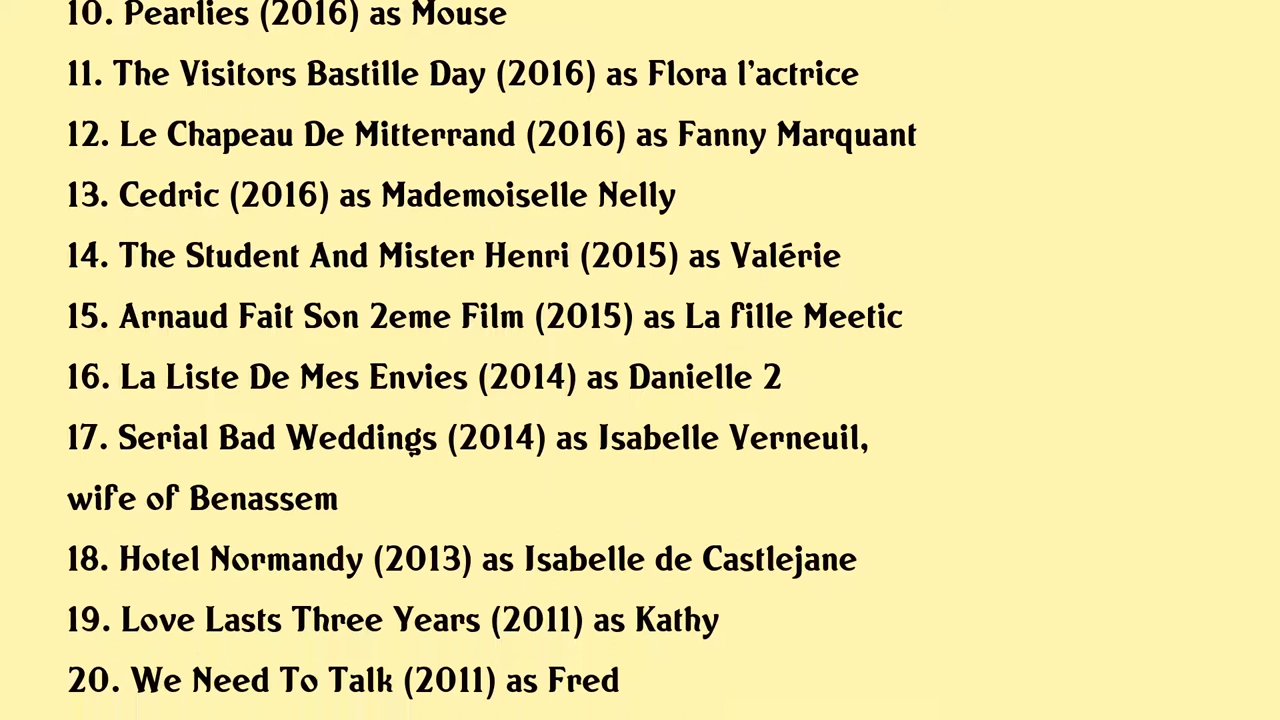 10. Pearlies (2016) as Mouse
11. The Visitors Bastille Day (2016) as Flora l'actrice
12. Le Chapeau De Mitterrand (2016) as Fanny Marquant
13. Cedric (2016) as Mademoiselle Nelly
14. The Student And Mister Henri (2015) as Valérie
15. Arnaud Fait Son 2eme Film (2015) as La fille Meetic
16. La Liste De Mes Envies (2014) as Danielle 2
17. Serial Bad Weddings (2014) as Isabelle Verneuil,
wife of Benassem
18. Hotel Normandy (2013) as Isabelle de Castlejane
19. Love Lasts Three Years (2011) as Kathy
20. We Need To Talk (2011) as Fred